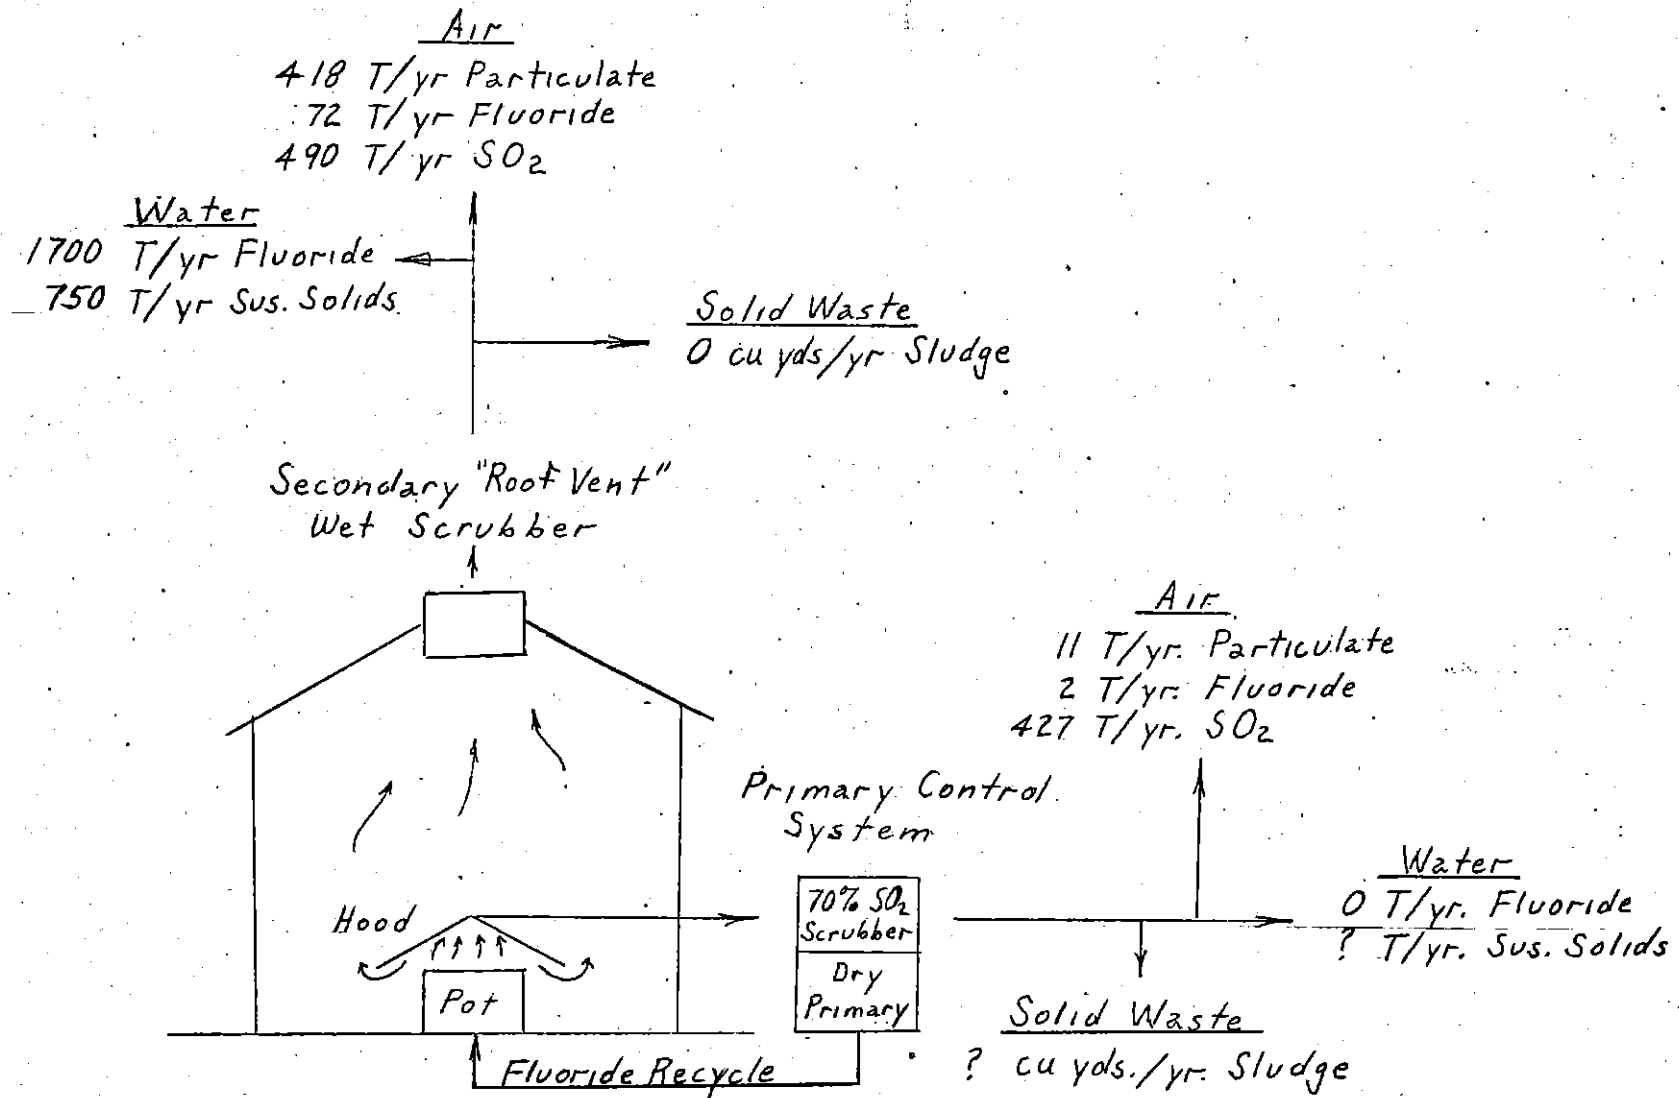 Air
418 T/yr Particulate
72 T/yr Fluoride
490 T/yr SO2
Water
1700 T/yr Fluoride
750 T/yr Sus. Solids
Solid Waste
0 cu yds/yr Sludge
Secondary "Roof Vent"
Wet Scrubber
Air
11 T/yr. Particulate
2 T/yr. Fluoride
427 T/yr. SO2
Primary Control
System
Water
0 T/yr. Fluoride
? T/yr. Sus. Solids
70% SO2
Scrubber
Dry
Primary
Hood
Pot
Solid Waste
? cu yds./yr. Sludge
Fluoride Recycle